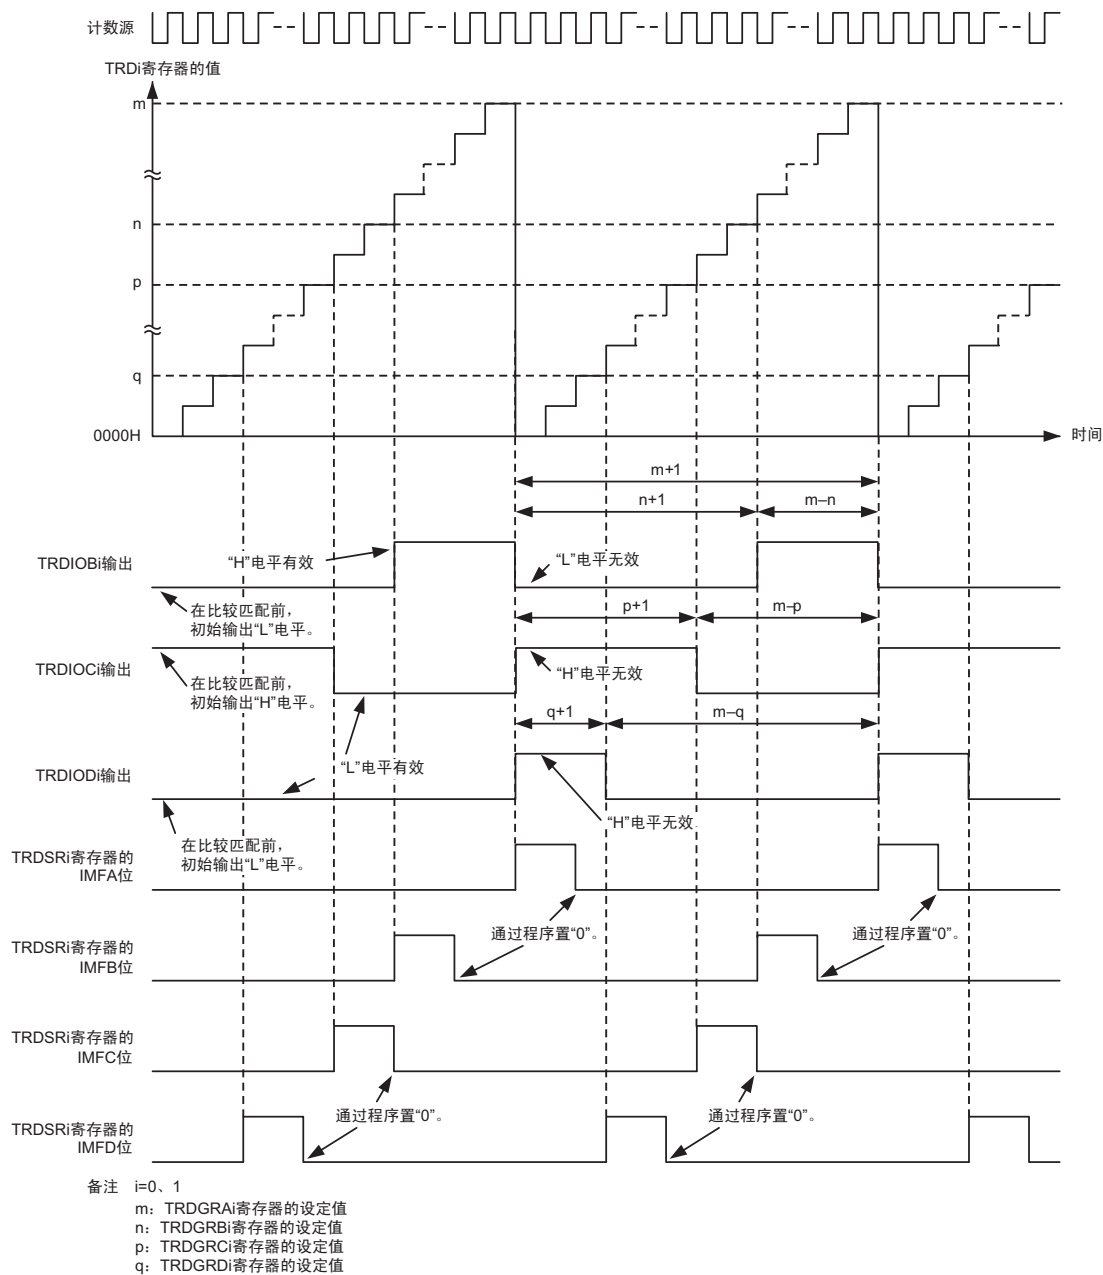 计数源
TRDi寄存器的值
m
n
p
q
0000H
时间
m+1
n+1
m–n
TRDIOBi输出
“H”电平有效
“L”电平无效
在比较匹配前，
初始输出“L”电平。
p+1
m–p
TRDIOCi输出
“H”电平无效
在比较匹配前，
初始输出“H”电平。
q+1
m–q
“L”电平有效
TRDIODi输出
“H”电平无效
在比较匹配前，
初始输出“L”电平。
TRDSRi寄存器的
IMFA位
通过程序置“0”。
通过程序置“0”。
TRDSRi寄存器的
IMFB位
TRDSRi寄存器的
IMFC位
通过程序置“0”。
通过程序置“0”。
TRDSRi寄存器的
IMFD位
备注 i=0、1
m：TRDGRAi寄存器的设定值
n：TRDGRBi寄存器的设定值
p：TRDGRCi寄存器的设定值
q：TRDGRDi寄存器的设定值